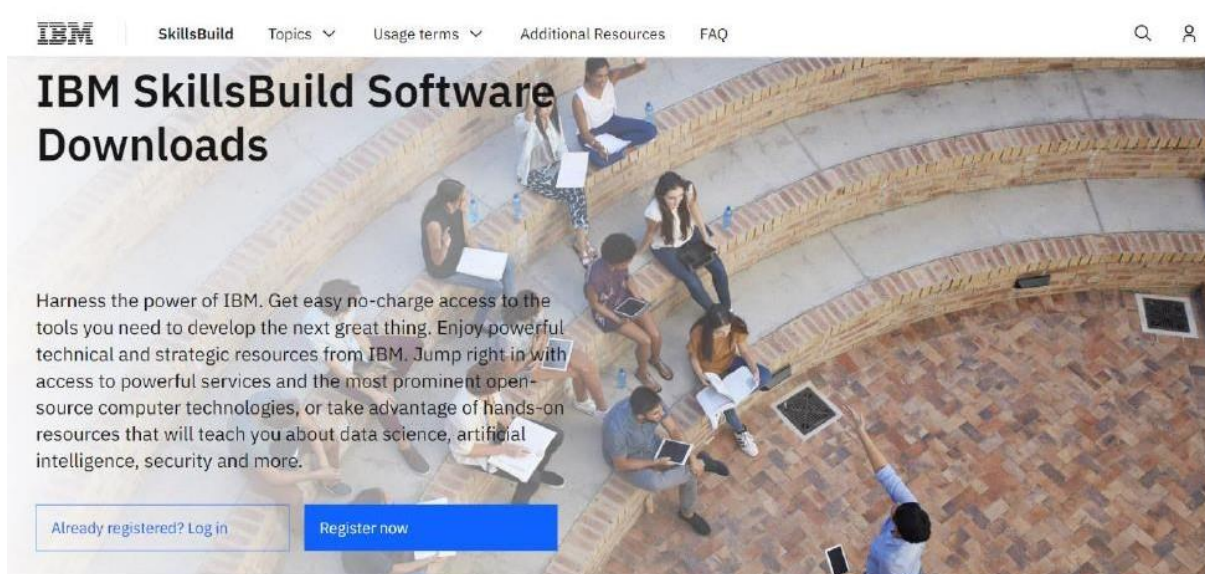 IBM SkillsBuild Topics Usage terms Additional Resources FAQ
IBM SkillsBuild Software
Downloads
Harness the power of IBM. Get easy no-charge access to the
tools you need to develop the next great thing. Enjoy powerful
technical and strategic resources from IBM. Jump right in with
access to powerful services and the most prominent open-
source computer technologies, or take advantage of hands-on
resources that will teach you about data science, artificial
intelligence, security and more.
Already registered? Log in Register now